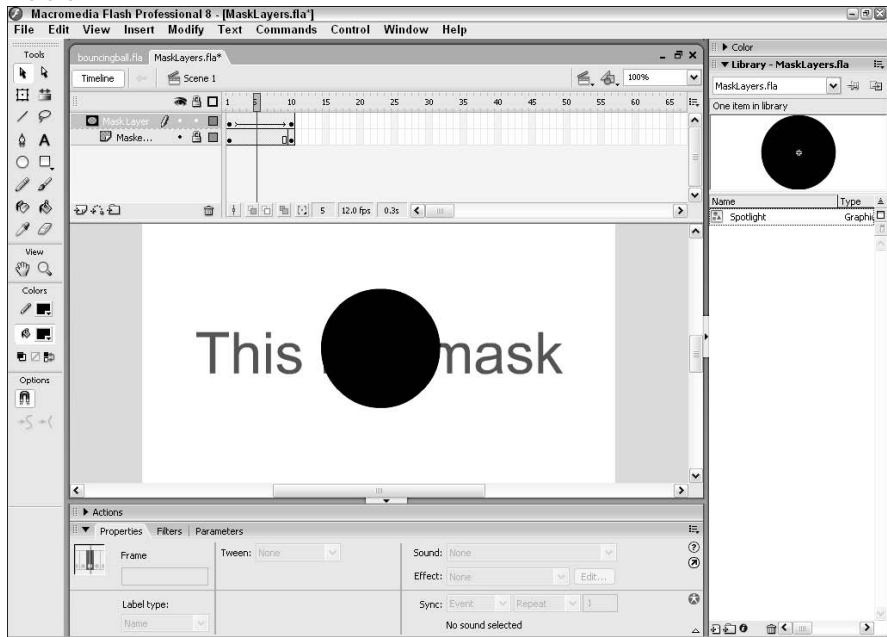 Macromedia Flash Professional 8 - [MaskLayers.fla*]
File Edit View Insert Modify Text Commands Control Window Help
Tools
bouncingball.fla MaskLayers.fla*
Timeline Scene 1 100%
1 5 10 15 20 25 30 35 40 45 50 55 60 65
Mask Layer
Maske...
5 12.0 fps 0.3s
View
Colors
Options
This mask
Actions
Properties Filters Parameters
Frame
Tween: None
Sound: None
Effect: None Edit...
Label type:
Name
Sync: Event Repeat 1
No sound selected
Color
Library - MaskLayers.fla
MaskLayers.fla
One item in library
Name Type
Spotlight Graphic